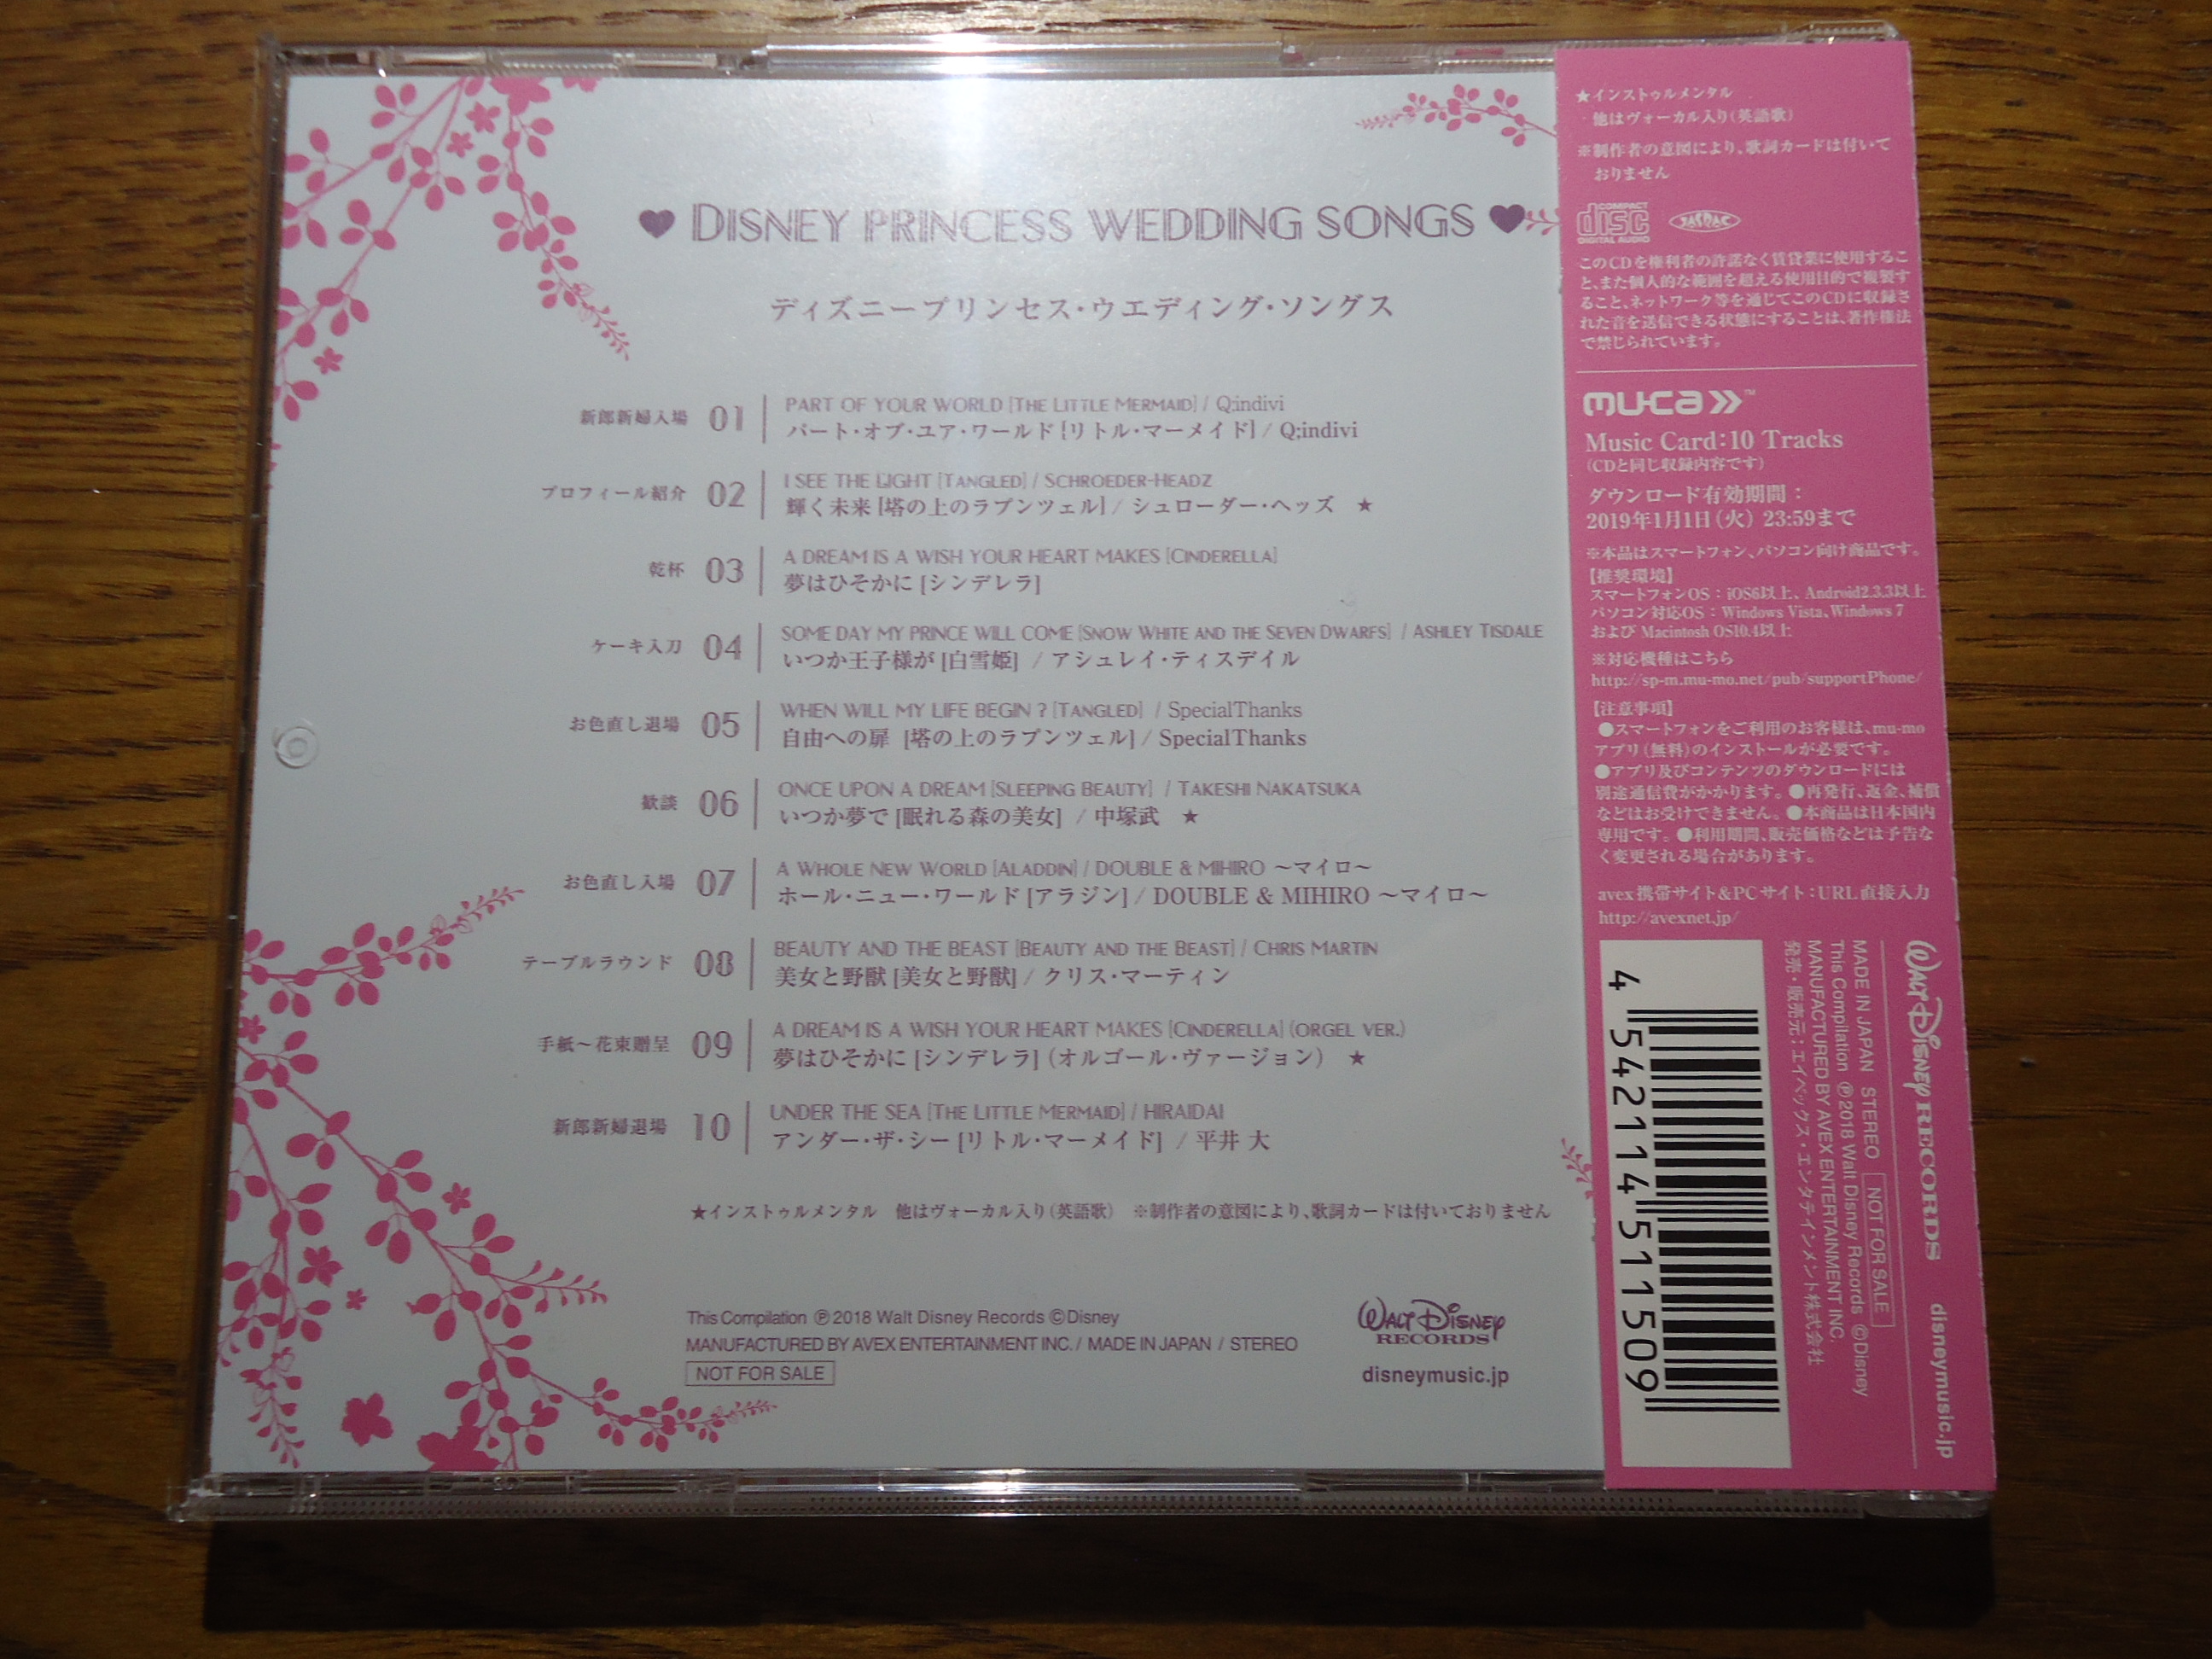 DISNEY PRINCESS WEDDING SONGS
ディズニープリンセス・ウエディング・ソングス
新郎新婦入場 01 PART OF YOUR WORLD [THE LITTLE MERMAID] / Q;indivi
パート・オブ・ユア・ワールド [リトル・マーメイド] / Q;indivi
プロフィール紹介 02 I SEE THE LIGHT [TANGLED] / SCHROEDER-HEADZ
輝く未来 [塔の上のラプンツェル] / シュローダー・ヘッズ ★
乾杯 03 A DREAM IS A WISH YOUR HEART MAKES [CINDERELLA]
夢はひそかに [シンデレラ]
ケーキ入刀 04 SOME DAY MY PRINCE WILL COME [SNOW WHITE AND THE SEVEN DWARFS] / ASHLEY TISDALE
いつか王子様が [白雪姫] / アシュレイ・ティスデイル
お色直し退場 05 WHEN WILL MY LIFE BEGIN ? [TANGLED] / SpecialThanks
自由への扉 [塔の上のラプンツェル] / SpecialThanks
歓談 06 ONCE UPON A DREAM [SLEEPING BEAUTY] / TAKESHI NAKATSUKA
いつか夢で [眠れる森の美女] / 中塚武 ★
お色直し入場 07 A WHOLE NEW WORLD [ALADDIN] / DOUBLE & MIHIRO ～マイロ～
ホール・ニュー・ワールド [アラジン] / DOUBLE & MIHIRO ～マイロ～
テーブルラウンド 08 BEAUTY AND THE BEAST [BEAUTY AND THE BEAST] / CHRIS MARTIN
美女と野獣 [美女と野獣] / クリス・マーティン
手紙～花束贈呈 09 A DREAM IS A WISH YOUR HEART MAKES [CINDERELLA] (ORGEL VER.)
夢はひそかに [シンデレラ] (オルゴール・ヴァージョン) ★
新郎新婦退場 10 UNDER THE SEA [THE LITTLE MERMAID] / HIRAIDAI
アンダー・ザ・シー [リトル・マーメイド] / 平井 大
★インストゥルメンタル 他はヴォーカル入り(英語歌) ※制作者の意図により、歌詞カードは付いておりません
This Compilation ℗2018 Walt Disney Records ©Disney
MANUFACTURED BY AVEX ENTERTAINMENT INC. / MADE IN JAPAN / STEREO
NOT FOR SALE
WALT DISNEY
RECORDS
disneymusic.jp
★インストゥルメンタル
他はヴォーカル入り(英語歌)
※制作者の意図により、歌詞カードは付いて
おりません
COMPACT
disc
DIGITAL AUDIO
JASRAC
このCDを権利者の許諾なく賃貸業に使用するこ
と、また個人的な範囲を超える使用目的で複製す
ること、ネットワーク等を通じてこのCDに収録さ
れた音を送信できる状態にすることは、著作権法
で禁じられています。
mu-ca ™
Music Card:10 Tracks
(CDと同じ収録内容です)
ダウンロード有効期間：
2019年1月1日(火) 23:59まで
※本品はスマートフォン、パソコン向け商品です。
【推奨環境】
スマートフォンOS：iOS6以上、Android2.3.3以上
パソコン対応OS：Windows Vista、Windows 7
および Macintosh OS10.4以上
※対応機種はこちら
http://sp-m.mu-mo.net/pub/supportPhone/
【注意事項】
●スマートフォンをご利用のお客様は、mu-mo
アプリ(無料)のインストールが必要です。
●アプリ及びコンテンツのダウンロードには
別途通信費がかかります。●再発行、返金、補償
などはお受けできません。●本商品は日本国内
専用です。●利用期間、販売価格などは予告な
く変更される場合があります。
avex携帯サイト&PCサイト：URL直接入力
http://avexnet.jp/
WALT DISNEY RECORDS disneymusic.jp
MADE IN JAPAN STEREO NOT FOR SALE
This Compilation ℗2018 Walt Disney Records ©Disney
MANUFACTURED BY AVEX ENTERTAINMENT INC.
発売・販売元：エイベックス・エンタテインメント株式会社
4 542114 511509